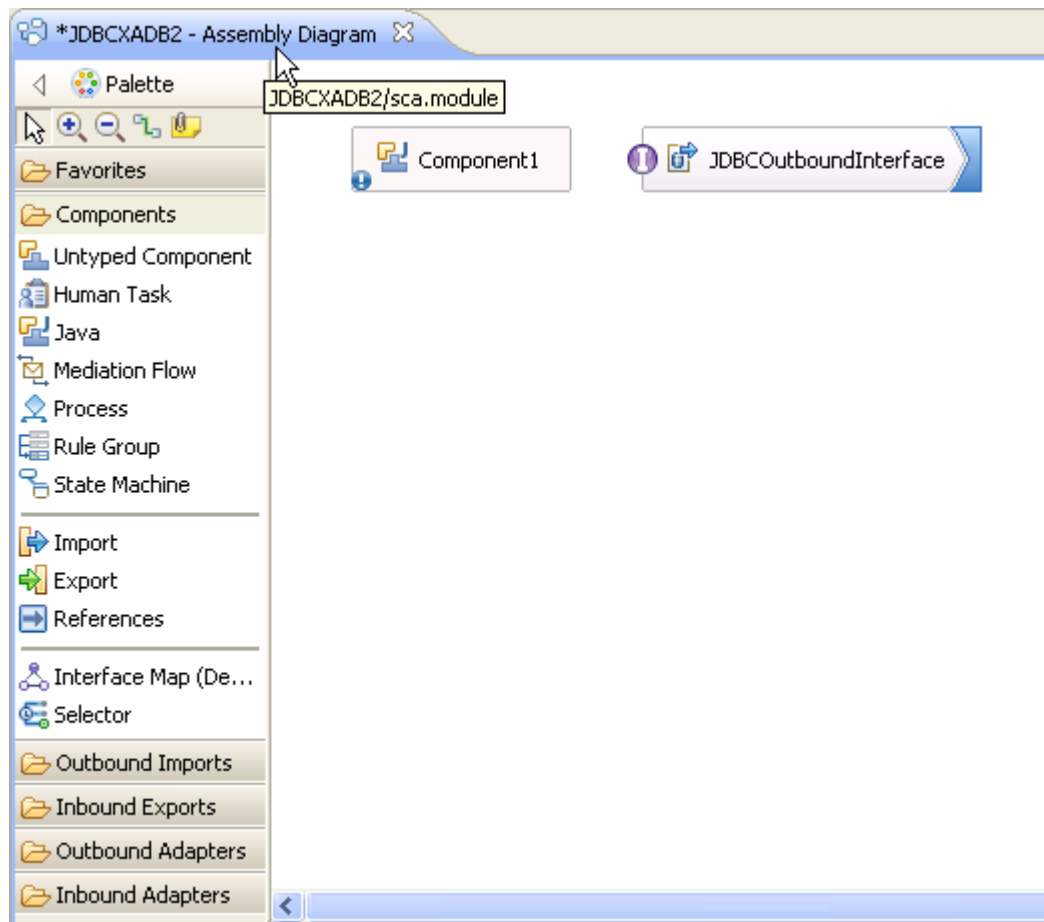 *JDBCXADB2 - Assembly Diagram
Palette
JDBCXADB2/sca.module
Favorites
Components
Untyped Component
Human Task
Java
Mediation Flow
Process
Rule Group
State Machine
Import
Export
References
Interface Map (De...
Selector
Outbound Imports
Inbound Exports
Outbound Adapters
Inbound Adapters
Component1
JDBCOutboundInterface